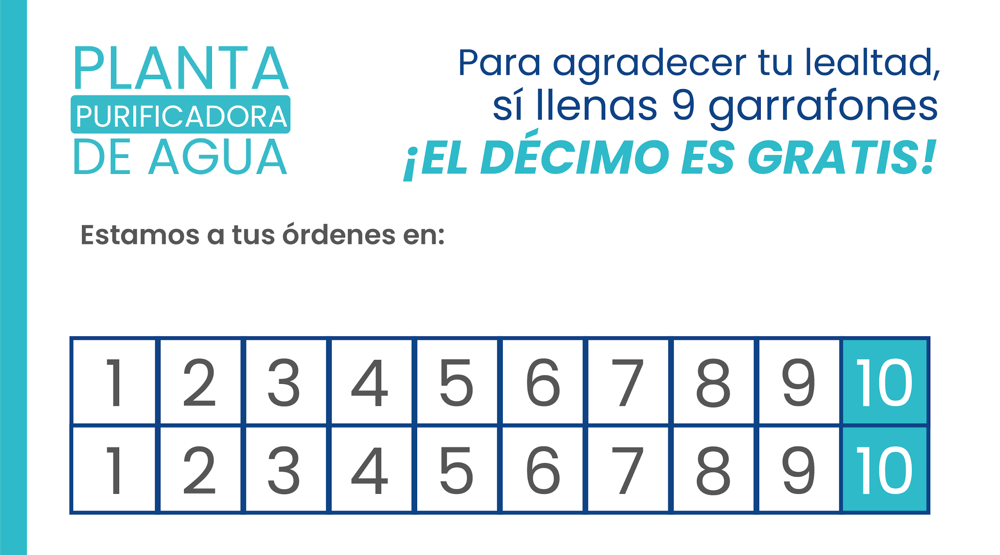 PLANTA
PURIFICADORA
DE AGUA
Para agradecer tu lealtad,
sí llenas 9 garrafones
¡EL DÉCIMO ES GRATIS!
Estamos a tus órdenes en:
1 2 3 4 5 6 7 8 9 10
1 2 3 4 5 6 7 8 9 10